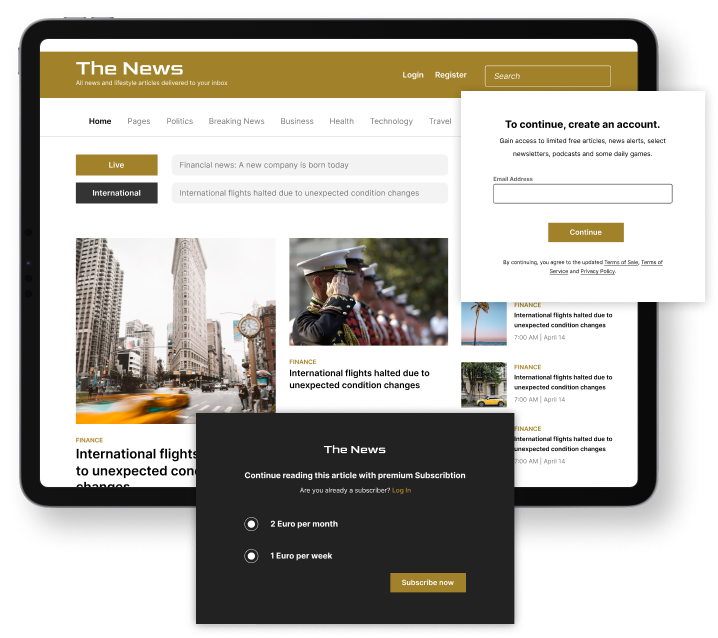 The News
All news and lifestyle articles delivered to your inbox
Login
Register
Search
Home
Pages
Politics
Breaking News
Business
Health
Technology
Travel
Live
Financial news: A new company is born today
International
International flights halted due to unexpected condition changes
FINANCE
International flights
to unexpected con
changes
FINANCE
International flights halted due to
unexpected condition changes
To continue, create an account.
Gain access to limited free articles, news alerts, select
newsletters, podcasts and some daily games.
Email Address
Continue
By continuing, you agree to the updated Terms of Sale, Terms of
Service and Privacy Policy.
FINANCE
International flights halted due to
unexpected condition changes
7:00 AM | April 14
FINANCE
International flights halted due to
unexpected condition changes
7:00 AM | April 14
FINANCE
International flights halted due to
unexpected condition changes
7:00 AM | April 14
The News
Continue reading this article with premium Subscribtion
Are you already a subscriber? Log in
2 Euro per month
1 Euro per week
Subscribe now